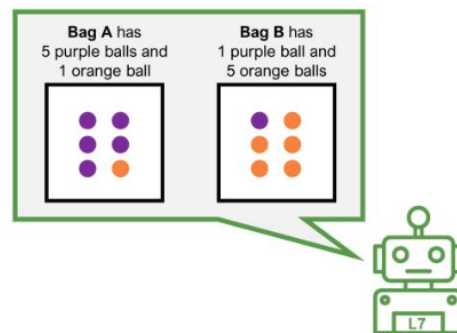 Bag A has
5 purple balls and
1 orange ball
Bag B has
1 purple ball and
5 orange balls
L7